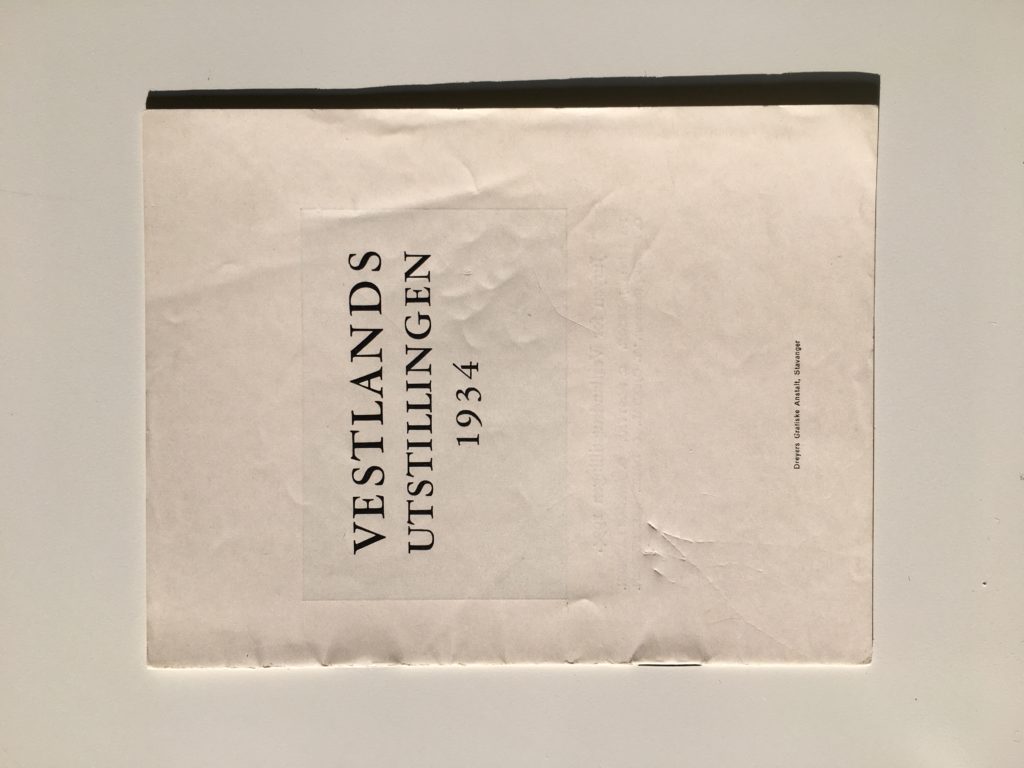 VESTLANDS
UTSTILLINGEN
1934
Dreyers Grafiske Anstalt, Stavanger